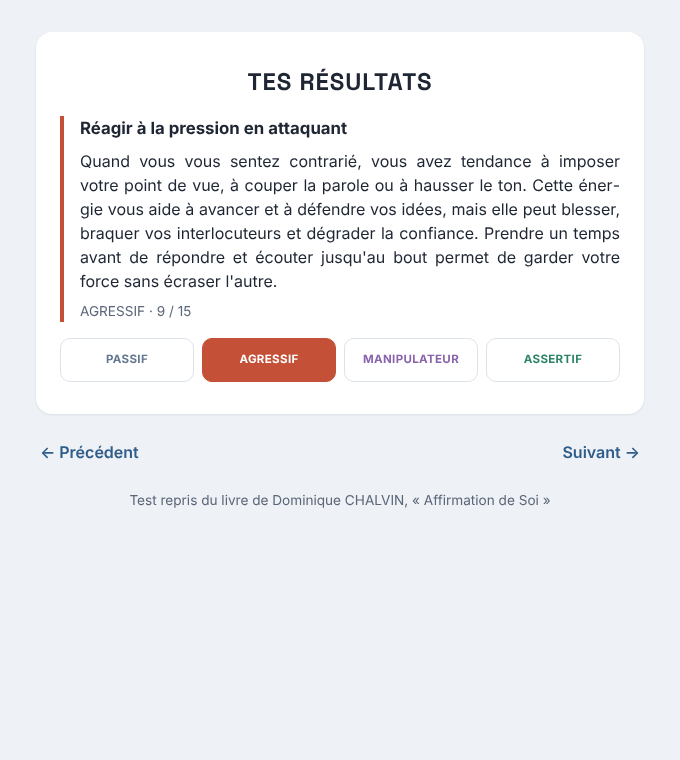 TES RÉSULTATS
Réagir à la pression en attaquant
Quand vous vous sentez contrarié, vous avez tendance à imposer
votre point de vue, à couper la parole ou à hausser le ton. Cette éner-
gie vous aide à avancer et à défendre vos idées, mais elle peut blesser,
braquer vos interlocuteurs et dégrader la confiance. Prendre un temps
avant de répondre et écouter jusqu'au bout permet de garder votre
force sans écraser l'autre.
AGRESSIF · 9 / 15
PASSIF AGRESSIF MANIPULATEUR ASSERTIF
← Précédent Suivant →
Test repris du livre de Dominique CHALVIN, « Affirmation de Soi »